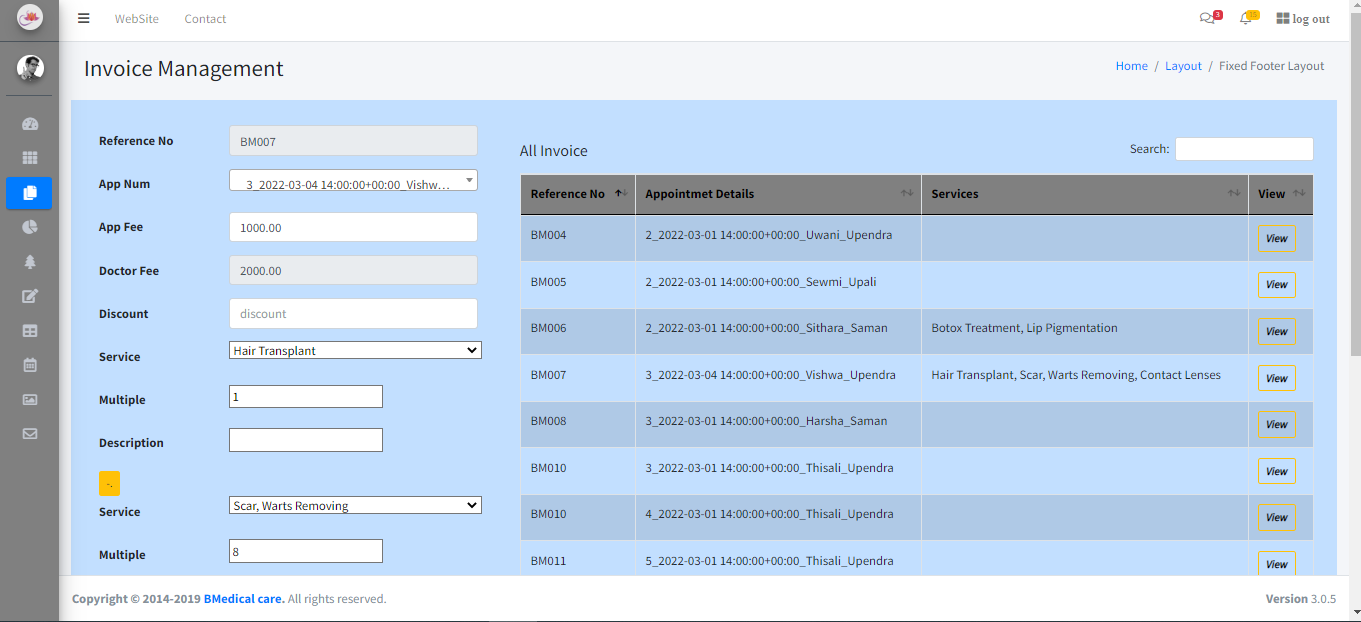 WebSite Contact 3 15 log out
Invoice Management
Home / Layout / Fixed Footer Layout
Reference No BM007
App Num 3_2022-03-04 14:00:00+00:00_Vishw...
App Fee 1000.00
Doctor Fee 2000.00
Discount discount
Service Hair Transplant
Multiple 1
Description
-.
Service Scar, Warts Removing
Multiple 8
All Invoice Search:
Reference No Appointmet Details Services View
BM004 2_2022-03-01 14:00:00+00:00_Uwani_Upendra View
BM005 2_2022-03-01 14:00:00+00:00_Sewmi_Upali View
BM006 2_2022-03-01 14:00:00+00:00_Sithara_Saman Botox Treatment, Lip Pigmentation View
BM007 3_2022-03-04 14:00:00+00:00_Vishwa_Upendra Hair Transplant, Scar, Warts Removing, Contact Lenses View
BM008 3_2022-03-01 14:00:00+00:00_Harsha_Saman View
BM010 3_2022-03-01 14:00:00+00:00_Thisali_Upendra View
BM010 4_2022-03-01 14:00:00+00:00_Thisali_Upendra View
BM011 5_2022-03-01 14:00:00+00:00_Thisali_Upendra View
Copyright © 2014-2019 BMedical care. All rights reserved. Version 3.0.5